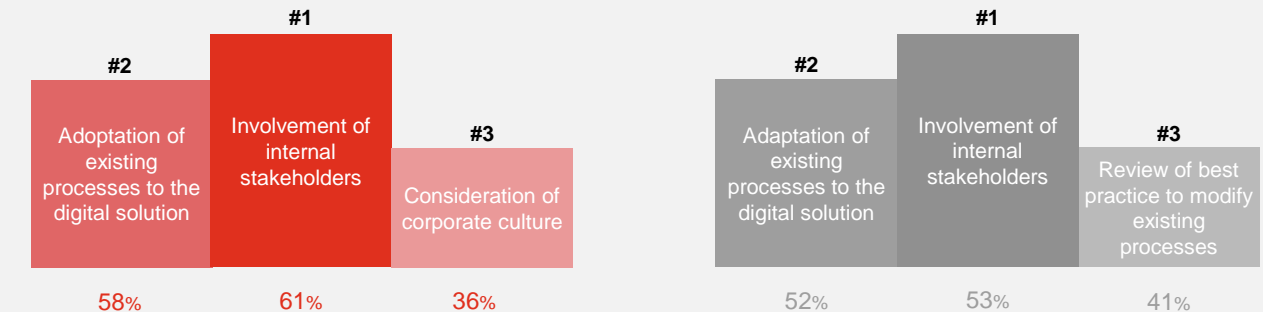 #1
#2
Adoptation of
existing
processes to the
digital solution
Involvement of
internal
stakeholders
#3
Consideration of
corporate culture
58%
61%
36%
#1
#2
Adaptation of
existing
processes to the
digital solution
Involvement of
internal
stakeholders
#3
Review of best
practice to modify
existing
processes
52%
53%
41%